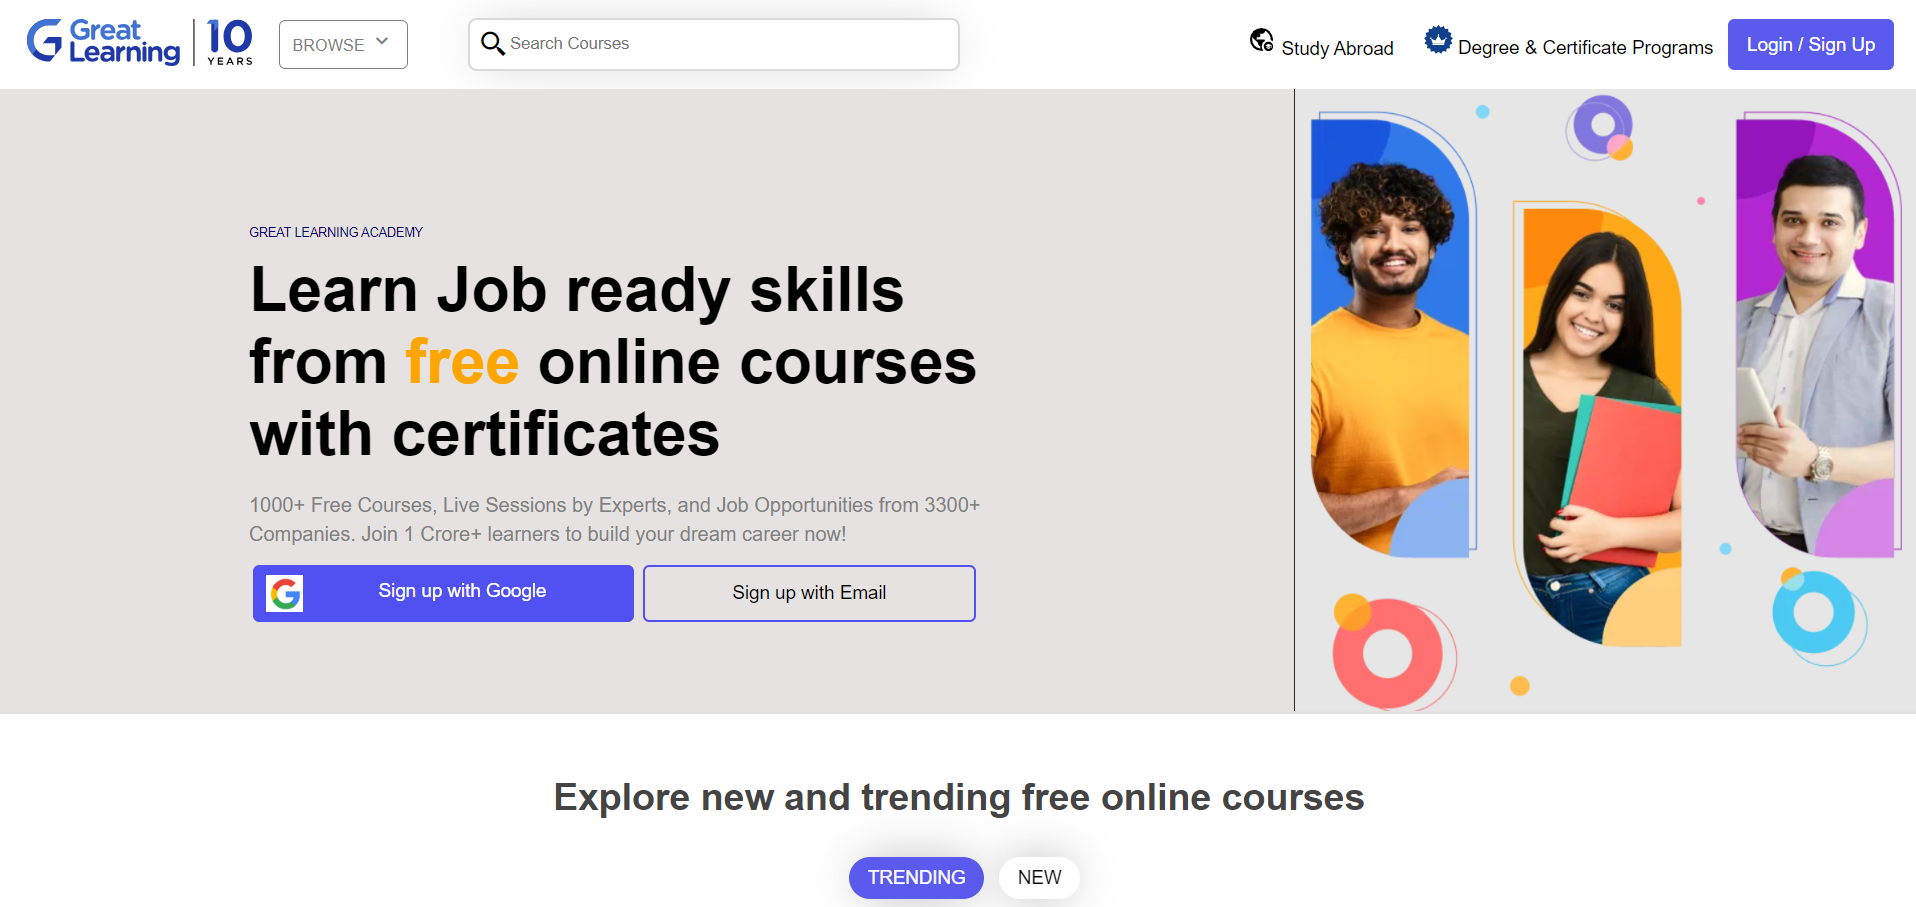 Great
Learning
10
YEARS
BROWSE
Search Courses
Study Abroad
Degree & Certificate Programs
Login / Sign Up
GREAT LEARNING ACADEMY
Learn Job ready skills
from free online courses
with certificates
1000+ Free Courses, Live Sessions by Experts, and Job Opportunities from 3300+
Companies. Join 1 Crore+ learners to build your dream career now!
Sign up with Google
Sign up with Email
Explore new and trending free online courses
TRENDING
NEW